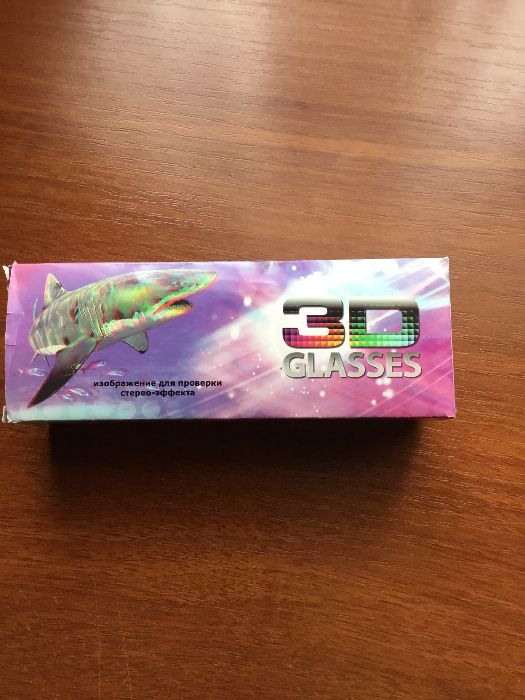 3D
GLASSES
изображение для проверки
стерео-эффекта